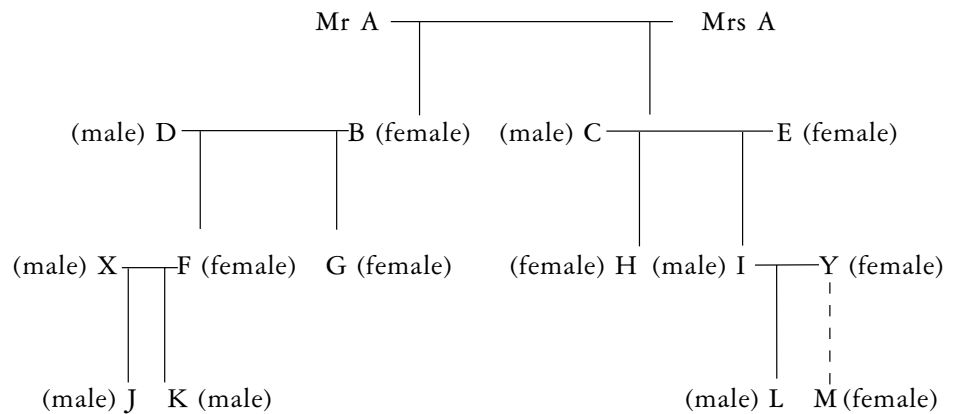 Mr A Mrs A
(male) D B (female) (male) C E (female)
(male) X F (female) G (female) (female) H (male) I Y (female)
(male) J K (male) (male) L M (female)